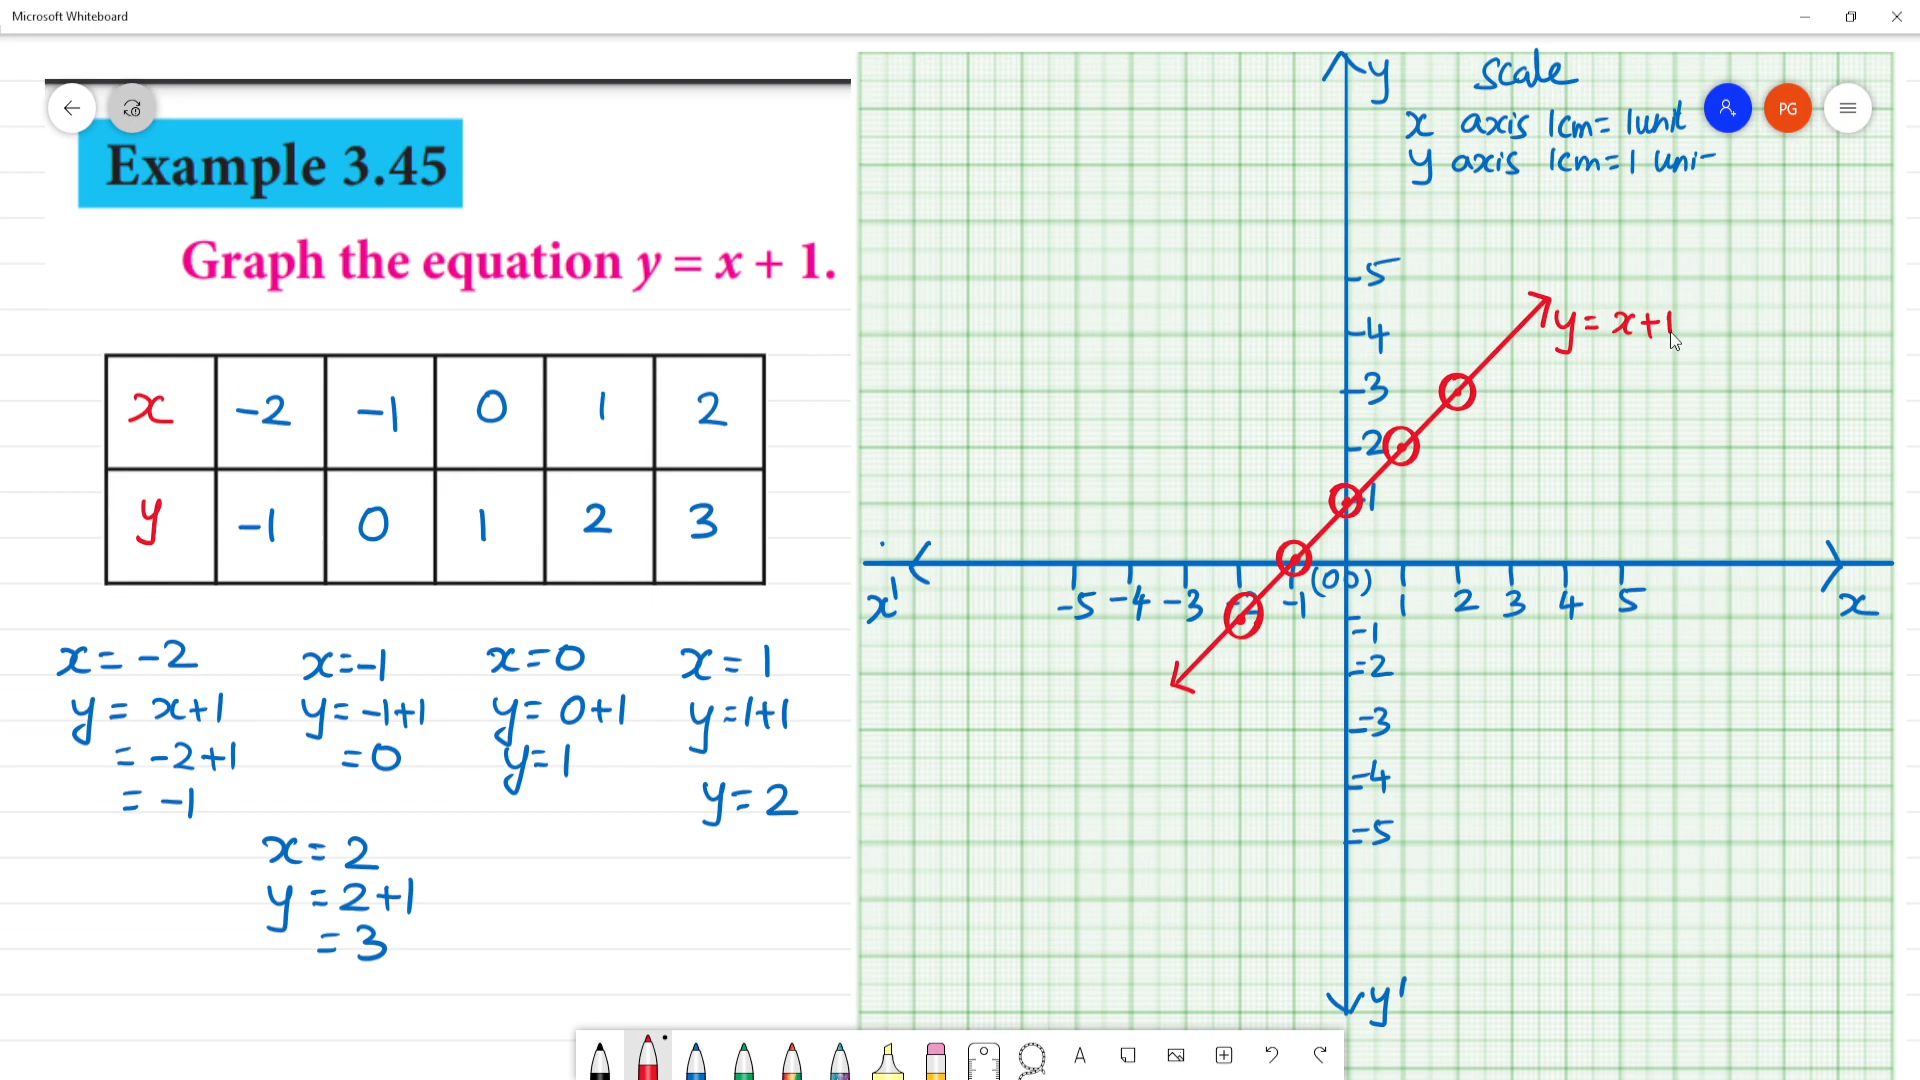 Microsoft Whiteboard
Example 3.45
Graph the equation y = x + 1.
x -2 -1 0 1 2
y -1 0 1 2 3
x = -2
y = x+1
= -2+1
= -1
x=-1
y= -1+1
=0
x=0
y= 0+1
y=1
x= 1
y=1+1
y=2
x= 2
y =2+1
= 3
y scale
x axis 1cm= 1unit
y axis 1cm=1 uni-
PG
5
4
3
2
1
y= x+1
x' x
-5 -4 -3 -2 -1 (00) 1 2 3 4 5
-1
-2
-3
-4
-5
y'
A